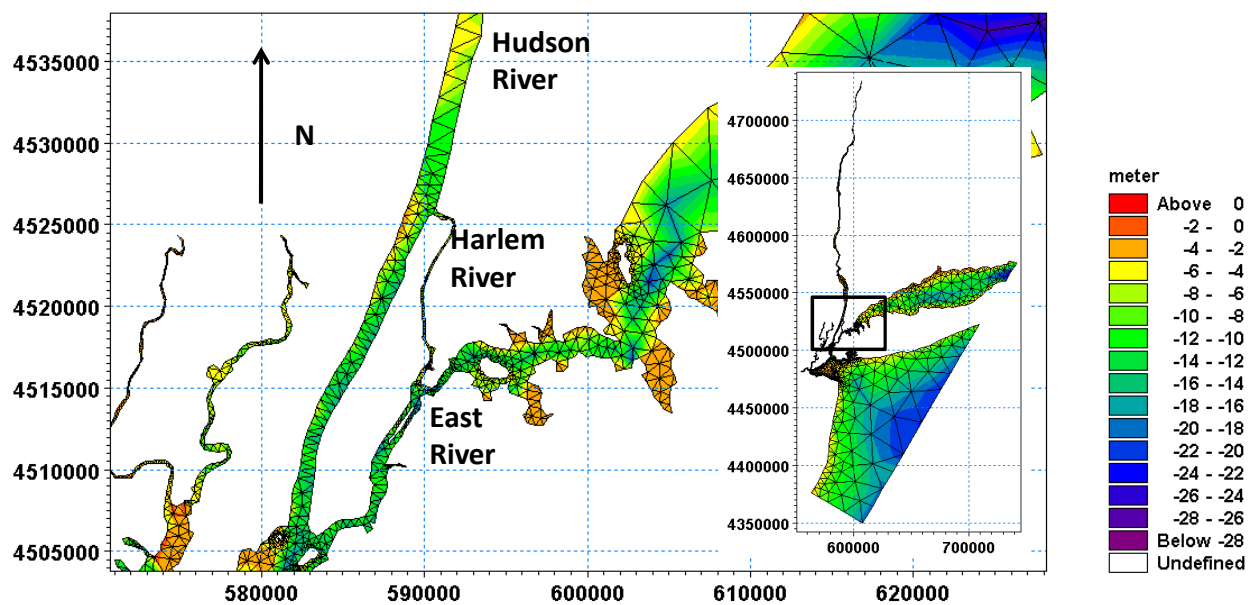 Hudson
River
N
Harlem
River
East
River
4535000
4530000
4525000
4520000
4515000
4510000
4505000
580000
590000
600000
610000
620000
4700000
4650000
4600000
4550000
4500000
4450000
4400000
4350000
600000
700000
meter
Above 0
-2 - 0
-4 - -2
-6 - -4
-8 - -6
-10 - -8
-12 - -10
-14 - -12
-16 - -14
-18 - -16
-20 - -18
-22 - -20
-24 - -22
-26 - -24
-28 - -26
Below -28
Undefined